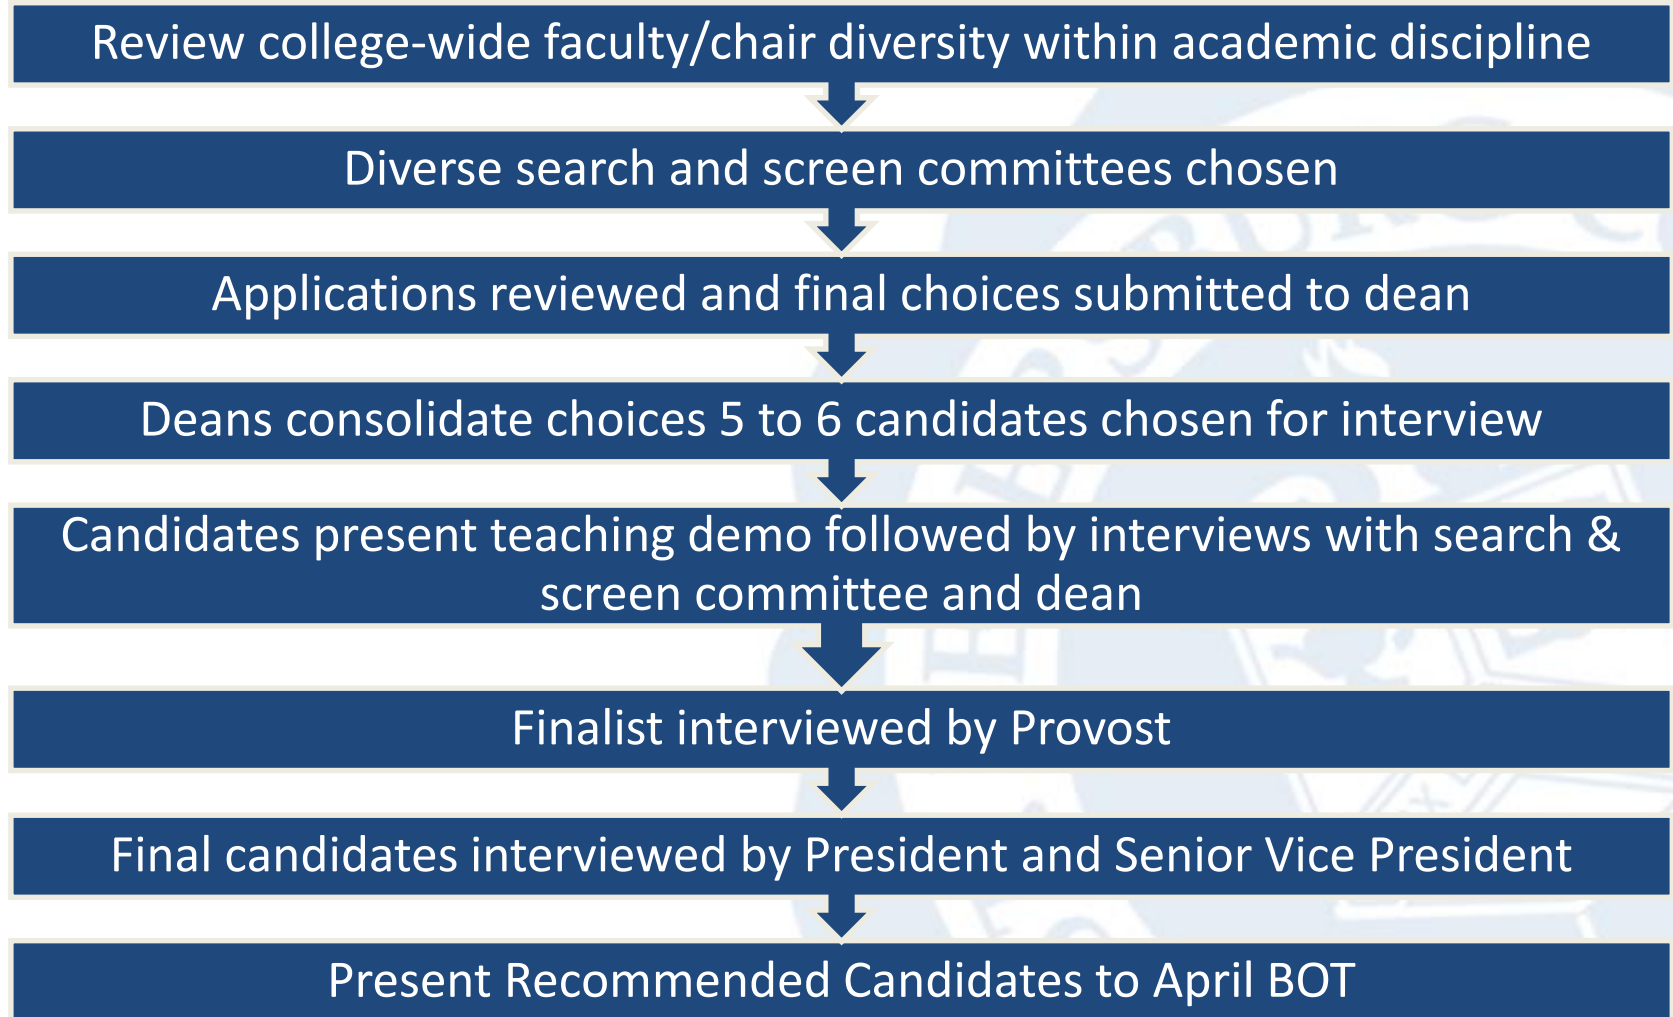 Review college-wide faculty/chair diversity within academic discipline
Diverse search and screen committees chosen
Applications reviewed and final choices submitted to dean
Deans consolidate choices 5 to 6 candidates chosen for interview
Candidates present teaching demo followed by interviews with search &
screen committee and dean
Finalist interviewed by Provost
Final candidates interviewed by President and Senior Vice President
Present Recommended Candidates to April BOT